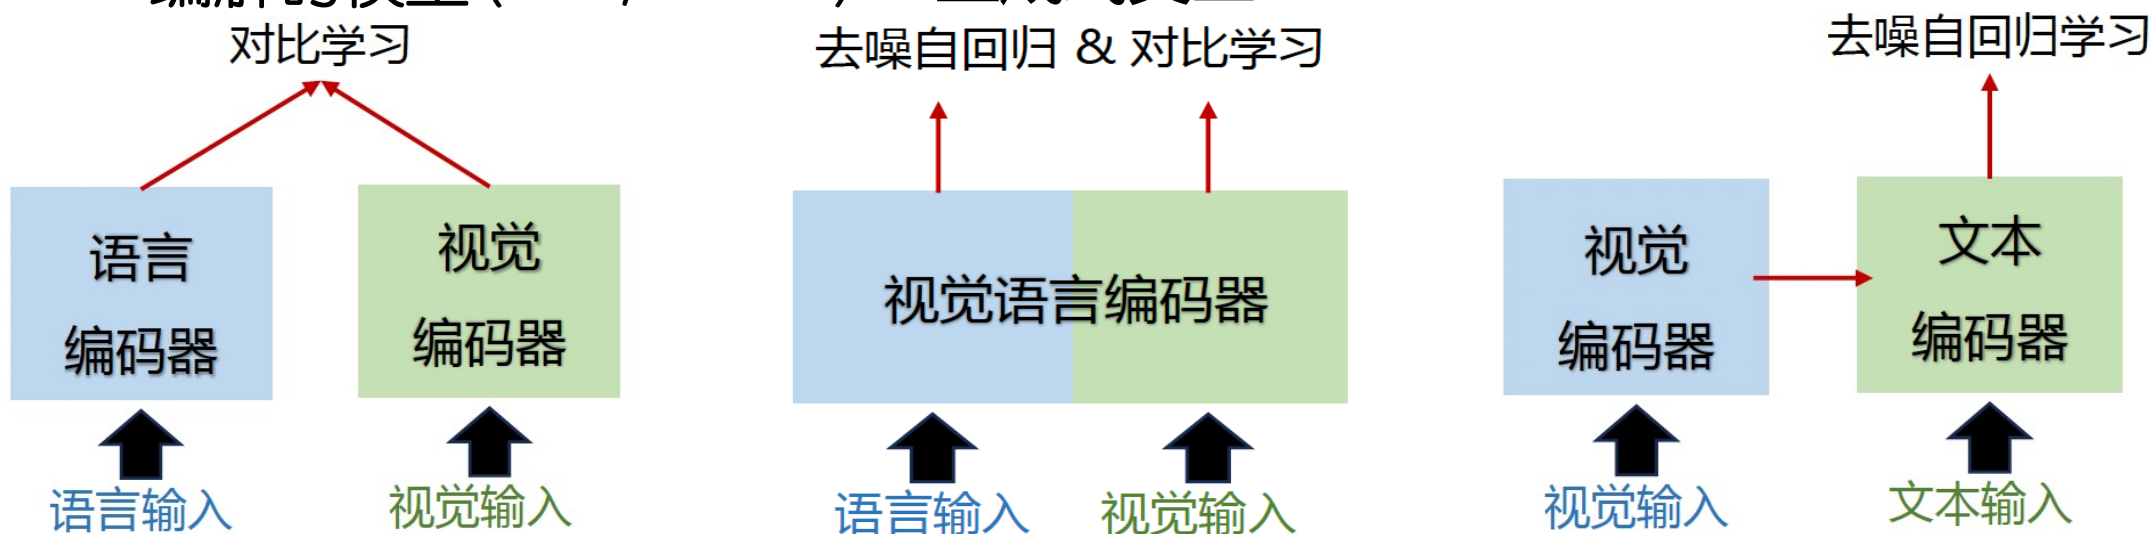 对比学习
去噪自回归 & 对比学习
去噪自回归学习
语言
编码器
视觉
编码器
视觉语言编码器
视觉
编码器
文本
编码器
语言输入
视觉输入
语言输入
视觉输入
视觉输入
文本输入